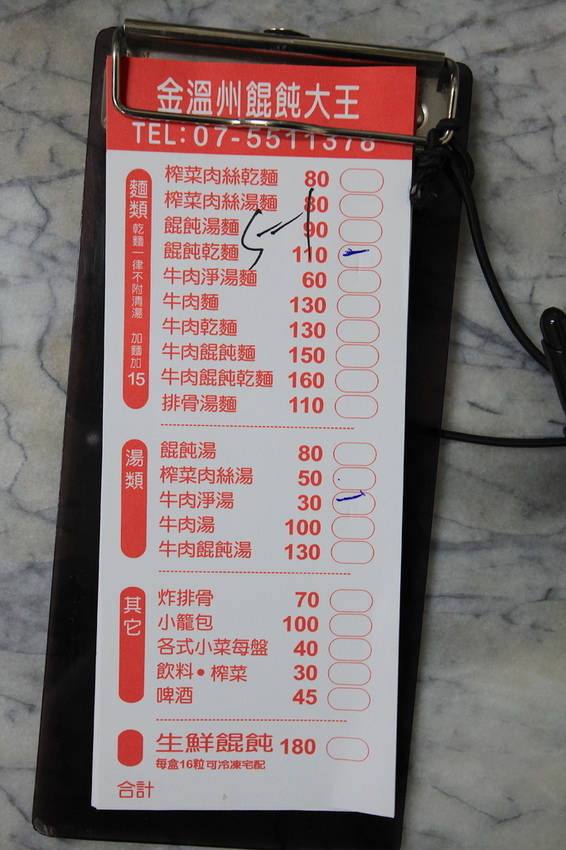 金溫州餛飩大王
TEL:07-5511378
麵類 乾麵一律不附清湯 加麵加15
榨菜肉絲乾麵 80
榨菜肉絲湯麵 80
餛飩湯麵 90
餛飩乾麵 110
牛肉淨湯麵 60
牛肉麵 130
牛肉乾麵 130
牛肉餛飩麵 150
牛肉餛飩乾麵 160
排骨湯麵 110
湯類
餛飩湯 80
榨菜肉絲湯 50
牛肉淨湯 30
牛肉湯 100
牛肉餛飩湯 130
其它
炸排骨 70
小籠包 100
各式小菜每盤 40
飲料•榨菜 30
啤酒 45
生鮮餛飩 180
每盒16粒可冷凍宅配
合計